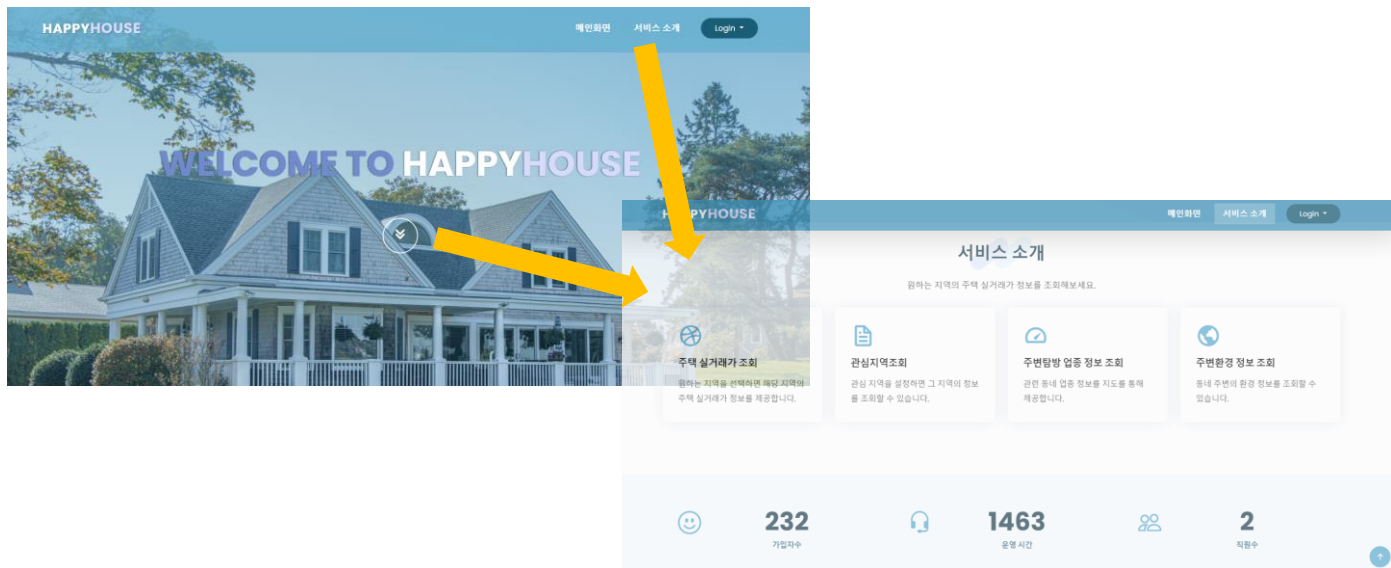 HAPPYHOUSE
메인화면 서비스 소개 Login
WELCOME TO HAPPYHOUSE
HAPPYHOUSE
메인화면 서비스 소개 Login
서비스 소개
원하는 지역의 주택 실거래가 정보를 조회해보세요.
주택 실거래가 조회
원하는 지역을 선택하면 해당 지역의
주택 실거래가 정보를 제공합니다.
관심지역조회
관심 지역을 설정하면 그 지역의 정보
를 조회할 수 있습니다.
주변탐방 업종 정보 조회
관련 동네 업종 정보를 지도를 통해
제공합니다.
주변환경 정보 조회
동네 주변의 환경 정보를 조회할 수
있습니다.
232
가입자수
1463
운영 시간
2
직원수